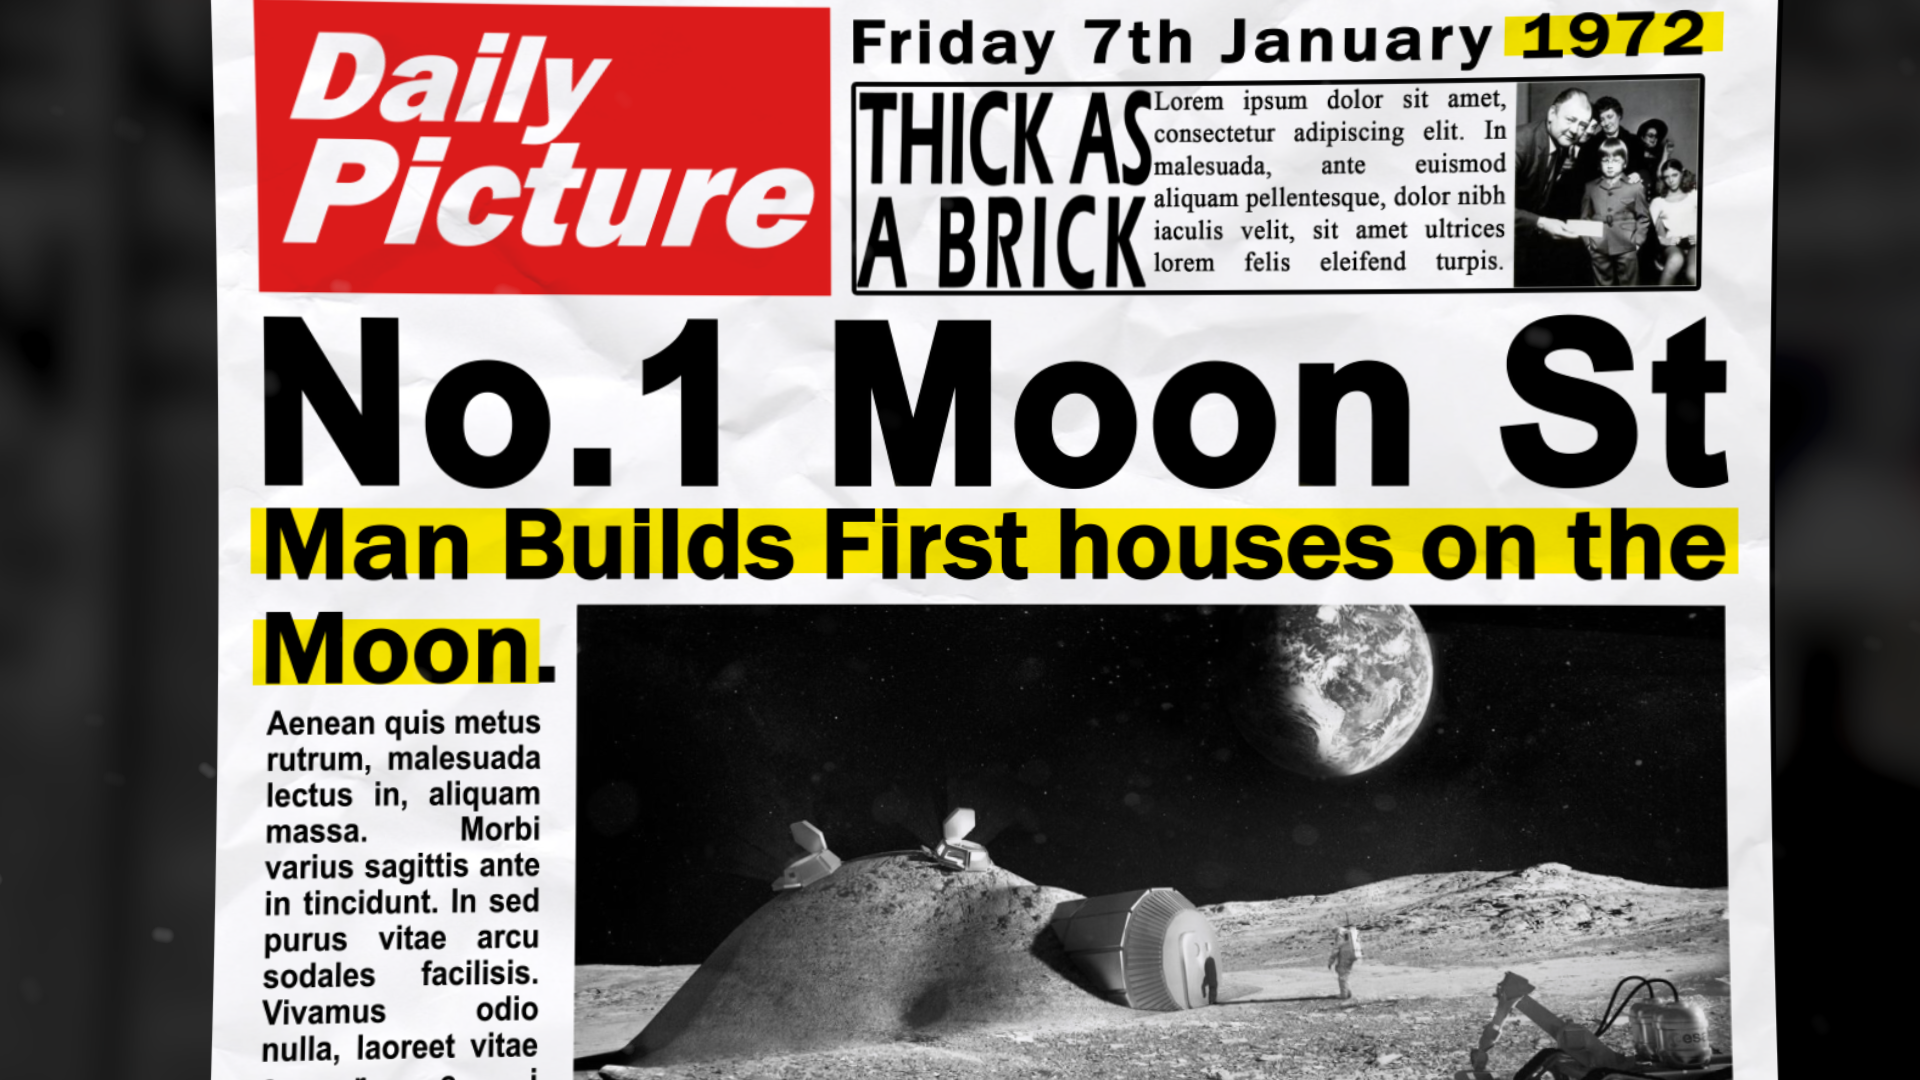 Daily
Picture
Friday 7th January 1972
THICK AS
A BRICK
Lorem ipsum dolor sit amet,
consectetur adipiscing elit. In
malesuada, ante euismod
aliquam pellentesque, dolor nibh
iaculis velit, sit amet ultrices
lorem felis eleifend turpis.
No.1 Moon St
Man Builds First houses on the
Moon.
Aenean quis metus
rutrum, malesuada
lectus in, aliquam
massa. Morbi
varius sagittis ante
in tincidunt. In sed
purus vitae arcu
sodales facilisis.
Vivamus odio
nulla, laoreet vitae